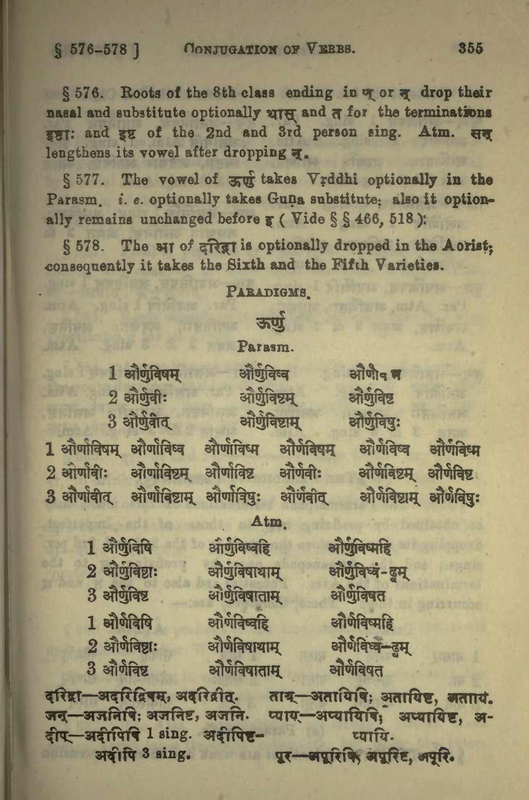 § 576-578 ] CONJUGATION OF VERBS. 355
§ 576. Roots of the 8th class ending in ण् or न् drop their
nasal and substitute optionally थास् and त for the terminations
इष्ठाः and इष्ट of the 2nd and 3rd person sing. Atm. सन्
lengthens its vowel after dropping न्.
§ 577. The vowel of ऊर्णु takes Vṛddhi optionally in the
Parasm. i. e. optionally takes Guṇa substitute; also it option-
ally remains unchanged before इ ( Vide § § 466, 518 ):
§ 578. The आ of दरिद्रा is optionally dropped in the Aorist;
consequently it takes the Sixth and the Fifth Varieties.
PARADIGMS.
ऊर्णु
Parasm.
1 और्णुविषम् और्णुविष्व
2 और्णुवीः और्णुविष्टम् और्णुविष्ट
3 और्णुवीत् और्णुविष्टाम् और्णुविषुः
1 और्णाविषम् और्णाविष्व और्णाविष्म और्णविषम् और्णविष्व और्णविष्म
2 और्णावीः और्णाविष्टम् और्णाविष्ट और्णवीः और्णविष्टम् और्णविष्ट
3 और्णावीत् और्णाविष्टाम् और्णाविषुः और्णवीत् और्णविष्टाम् और्णविषुः
Atm.
1 और्णुविषि और्णुविष्वहि और्णुविष्महि
2 और्णुविष्ठाः और्णुविषाथाम् और्णुविध्वं-ढ्वम्
3 और्णुविष्ट और्णुविषाताम् और्णुविषत
1 और्णविषि और्णविष्वहि और्णविष्महि
2 और्णविष्ठाः और्णविषाथाम् और्णविध्वं-ढ्वम्
3 और्णविष्ट और्णविषाताम् और्णविषत
दरिद्रा—अदरिद्रिषम्, अदरिद्रीत्. ताय्—अतायिषि; अतायिष्ट, अतायि.
जन्—अजनिषि; अजनिष्ट, अजनि. प्याय्—अप्यायिषि; अप्यायिष्ट, अ-
दीप्—अदीपिषि 1 sing. अदीपिष्ट- प्यायि.
अदीपि 3 sing. पूर—अपूरिषि, अपूरिष्ट, अपूरि.